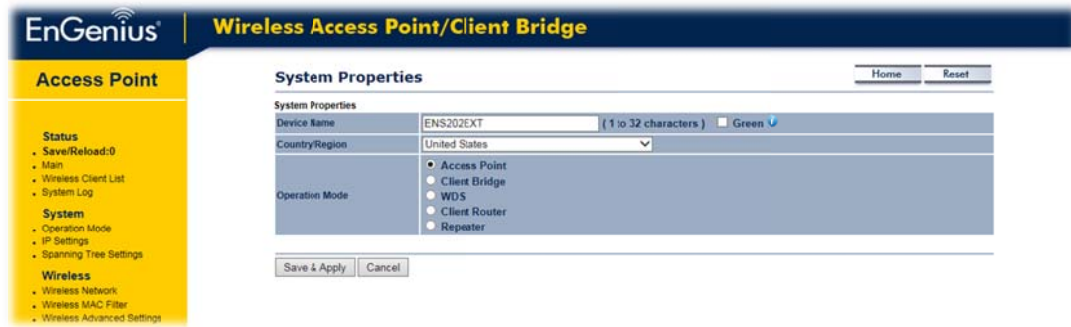 EnGenius®
Wireless Access Point/Client Bridge
Access Point
Status
Save/Reload:0
Main
Wireless Client List
System Log
System
Operation Mode
IP Settings
Spanning Tree Settings
Wireless
Wireless Network
Wireless MAC Filter
Wireless Advanced Settings
System Properties
Home Reset
System Properties
Device Name ENS202EXT ( 1 to 32 characters ) Green
Country/Region United States
Operation Mode
Access Point
Client Bridge
WDS
Client Router
Repeater
Save & Apply Cancel